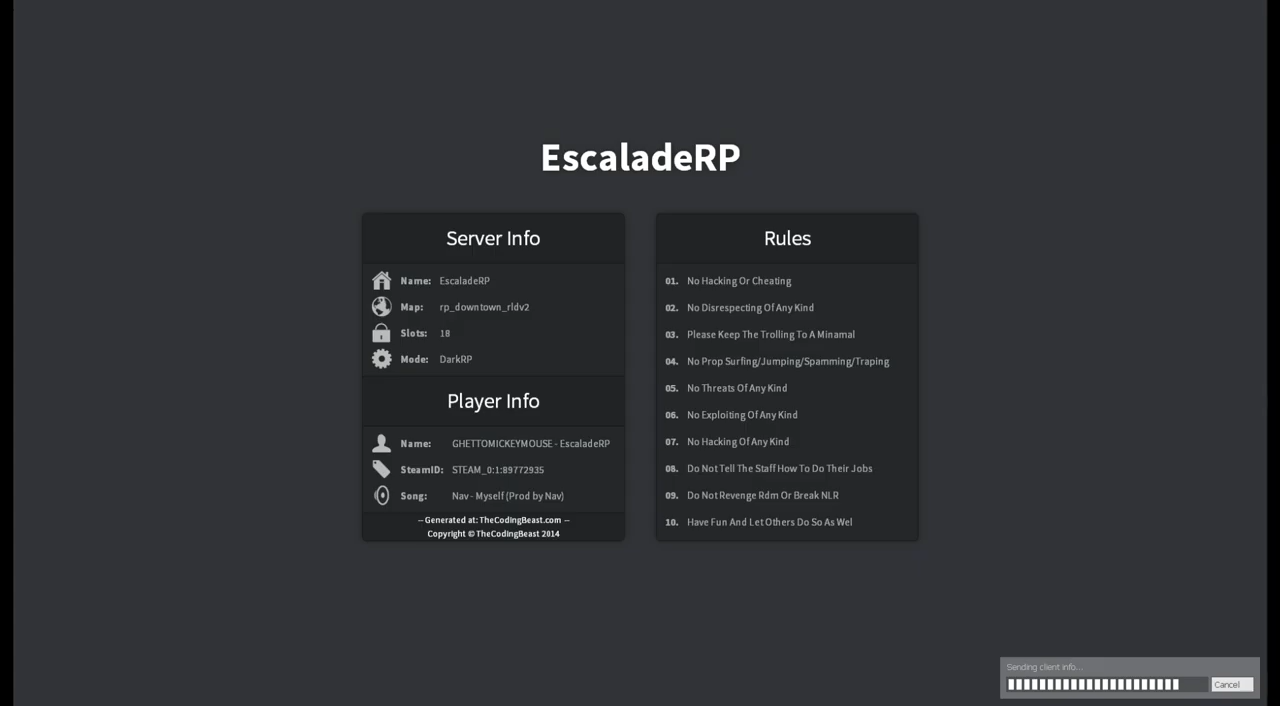 EscaladeRP
Server Info
Name: EscaladeRP
Map: rp_downtown_rldv2
Slots: 18
Mode: DarkRP
Player Info
Name: GHETTOMICKEYMOUSE - EscaladeRP
SteamID: STEAM_0:1:89772935
Song: Nav - Myself (Prod by Nav)
-- Generated at: TheCodingBeast.com --
Copyright © TheCodingBeast 2014
Rules
01. No Hacking Or Cheating
02. No Disrespecting Of Any Kind
03. Please Keep The Trolling To A Minamal
04. No Prop Surfing/Jumping/Spamming/Traping
05. No Threats Of Any Kind
06. No Exploiting Of Any Kind
07. No Hacking Of Any Kind
08. Do Not Tell The Staff How To Do Their Jobs
09. Do Not Revenge Rdm Or Break NLR
10. Have Fun And Let Others Do So As Wel
Sending client info...
Cancel